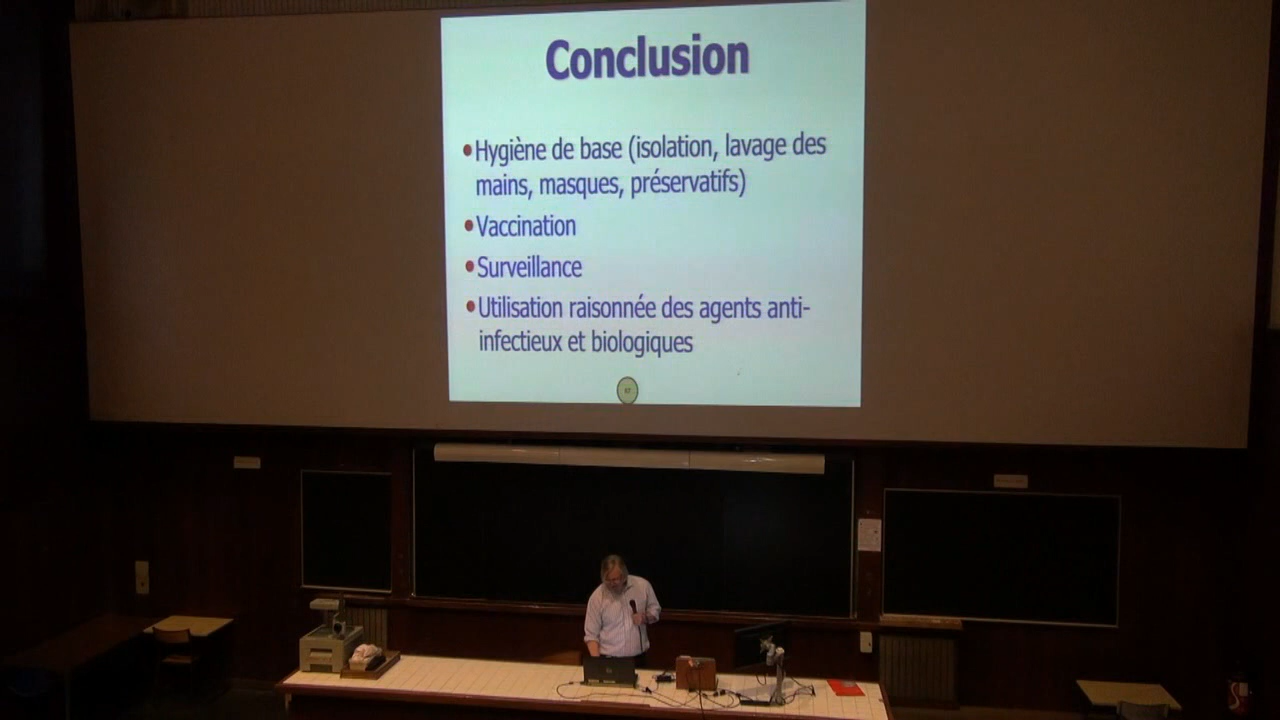 Conclusion
•Hygiène de base (isolation, lavage des
mains, masques, préservatifs)
•Vaccination
•Surveillance
•Utilisation raisonnée des agents anti-
infectieux et biologiques